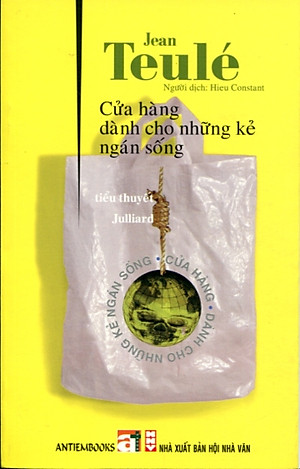 Jean
Teulé
Người dịch: Hieu Constant
Cửa hàng
dành cho những kẻ
ngán sống
tiểu thuyết
Julliard
CỬA HÀNG • DÀNH CHO NHỮNG KẺ NGÁN SỐNG •
ANTIEMBOOKS
NHÀ XUẤT BẢN HỘI NHÀ VĂN